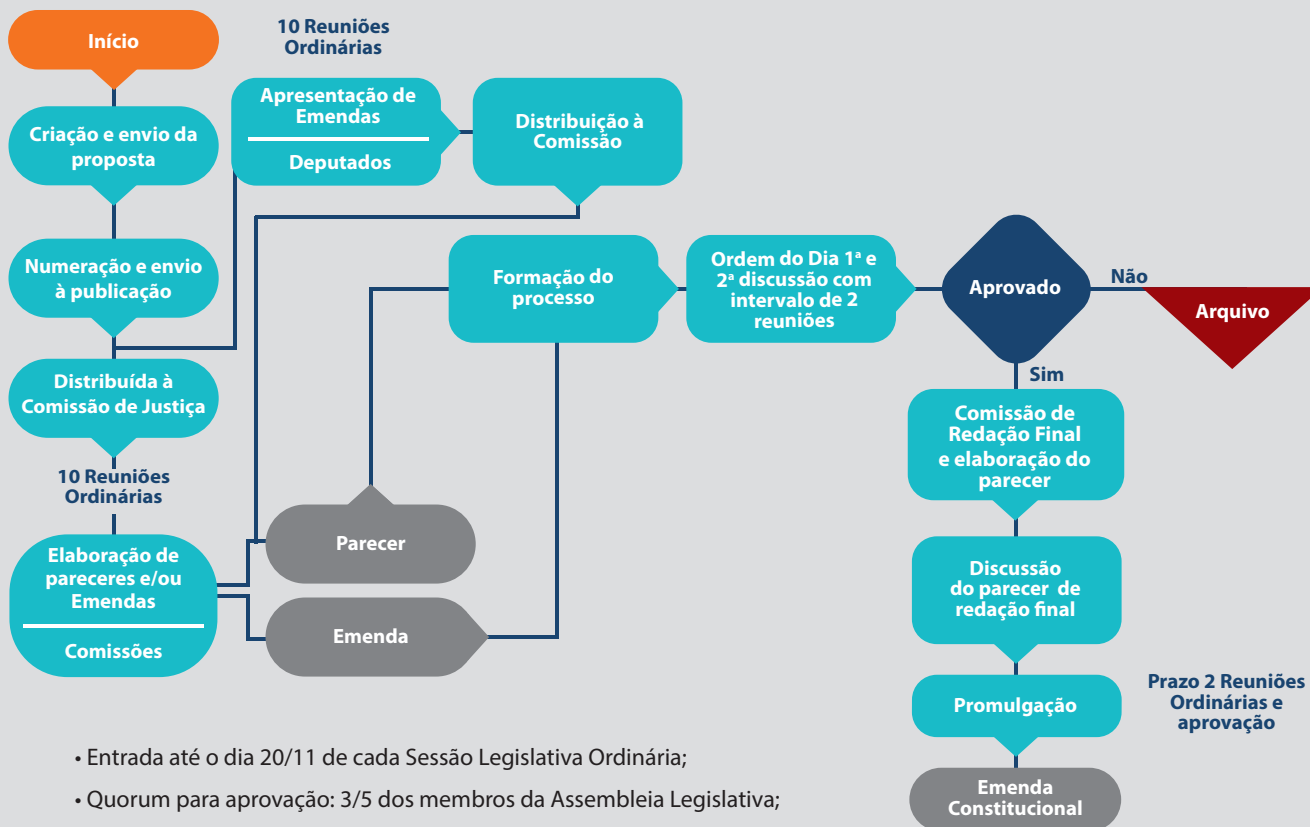 Início
Criação e envio da
proposta
Numeração e envio
à publicação
Distribuída à
Comissão de Justiça
10 Reuniões
Ordinárias
Elaboração de
pareceres e/ou
Emendas
Comissões
10 Reuniões
Ordinárias
Apresentação de
Emendas
Deputados
Distribuição à
Comissão
Parecer
Emenda
Formação do
processo
Ordem do Dia 1ª e
2ª discussão com
intervalo de 2
reuniões
Aprovado
Não
Arquivo
Sim
Comissão de
Redação Final
e elaboração do
parecer
Discussão
do parecer de
redação final
Promulgação
Prazo 2 Reuniões
Ordinárias e
aprovação
Emenda
Constitucional
• Entrada até o dia 20/11 de cada Sessão Legislativa Ordinária;
• Quorum para aprovação: 3/5 dos membros da Assembleia Legislativa;